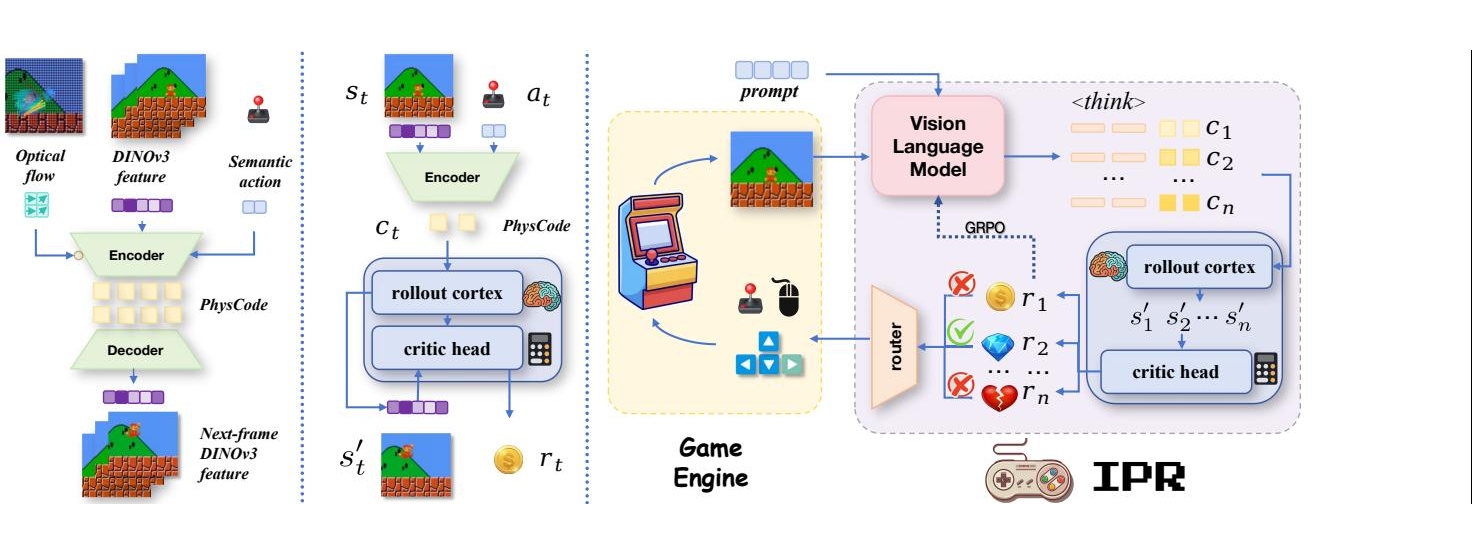 Optical
flow
DINOv3
feature
Semantic
action
Encoder
PhysCode
Decoder
Next-frame
DINOv3
feature
s_t
a_t
Encoder
c_t
PhysCode
rollout cortex
critic head
s'_t
r_t
prompt
Vision
Language
Model
<think>
c_1
c_2
...
...
c_n
GRPO
rollout cortex
s'_1 s'_2 ... s'_n
critic head
r_1
r_2
... ...
r_n
router
Game
Engine
IPR